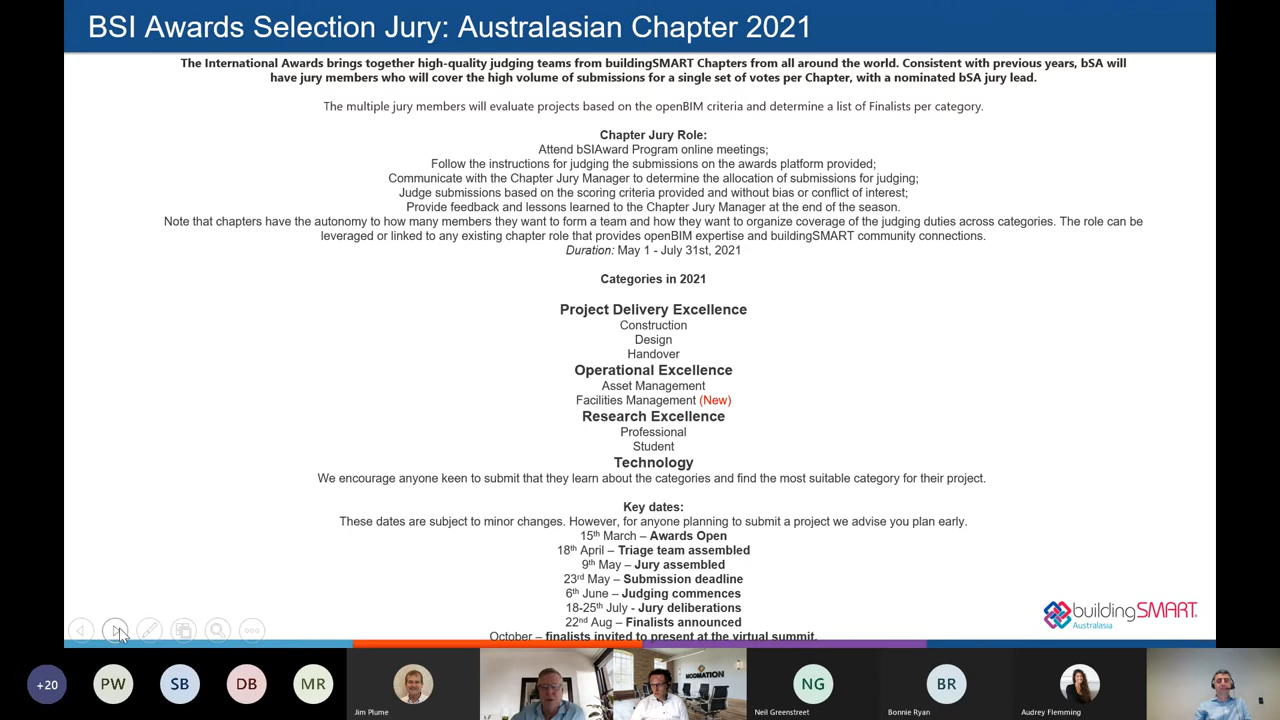 BSI Awards Selection Jury: Australasian Chapter 2021
The International Awards brings together high-quality judging teams from buildingSMART Chapters from all around the world. Consistent with previous years, bSA will
have jury members who will cover the high volume of submissions for a single set of votes per Chapter, with a nominated bSA jury lead.
The multiple jury members will evaluate projects based on the openBIM criteria and determine a list of Finalists per category.
Chapter Jury Role:
Attend bSIAward Program online meetings;
Follow the instructions for judging the submissions on the awards platform provided;
Communicate with the Chapter Jury Manager to determine the allocation of submissions for judging;
Judge submissions based on the scoring criteria provided and without bias or conflict of interest;
Provide feedback and lessons learned to the Chapter Jury Manager at the end of the season.
Note that chapters have the autonomy to how many members they want to form a team and how they want to organize coverage of the judging duties across categories. The role can be
leveraged or linked to any existing chapter role that provides openBIM expertise and buildingSMART community connections.
Duration: May 1 - July 31st, 2021
Categories in 2021
Project Delivery Excellence
Construction
Design
Handover
Operational Excellence
Asset Management
Facilities Management (New)
Research Excellence
Professional
Student
Technology
We encourage anyone keen to submit that they learn about the categories and find the most suitable category for their project.
Key dates:
These dates are subject to minor changes. However, for anyone planning to submit a project we advise you plan early.
15th March – Awards Open
18th April – Triage team assembled
9th May – Jury assembled
23rd May – Submission deadline
6th June – Judging commences
18-25th July - Jury deliberations
22nd Aug – Finalists announced
October – finalists invited to present at the virtual summit.
buildingSMART
Australasia
+20
PW
SB
DB
MR
Jim Plume
MODMATION
NG
Neil Greenstreet
BR
Bonnie Ryan
Audrey Flemming